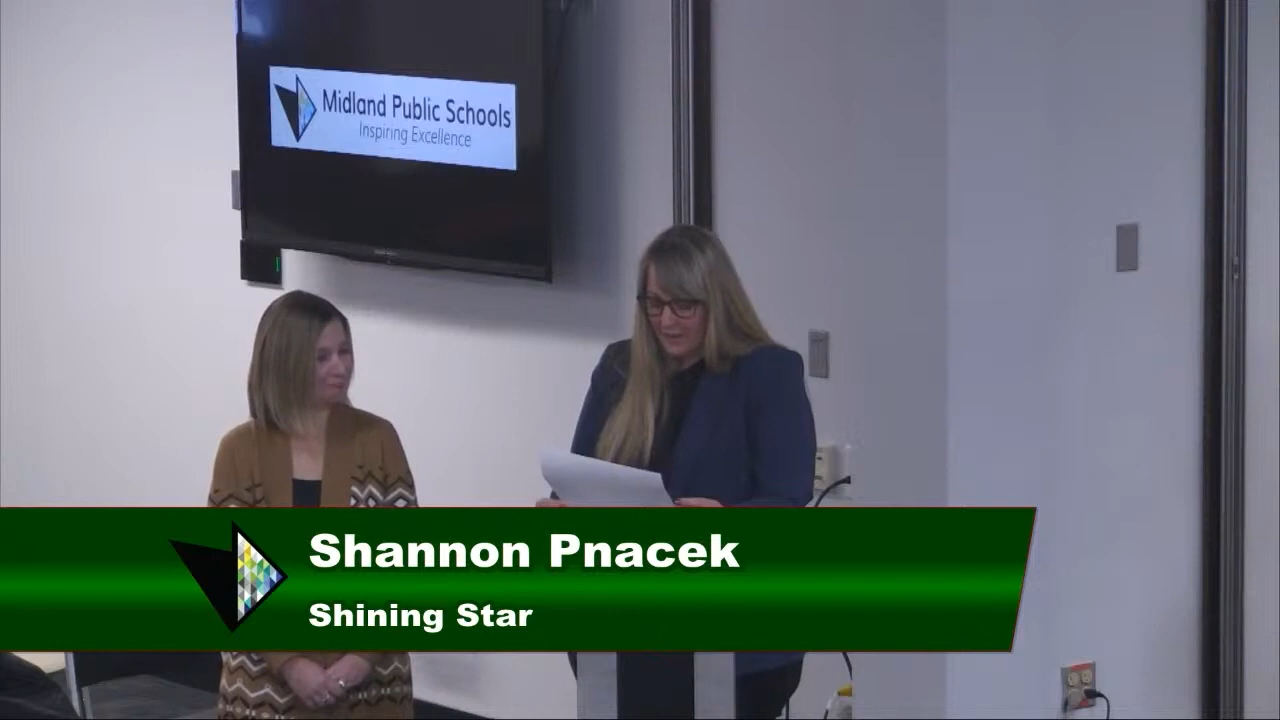 Midland Public Schools
Inspiring Excellence
Shannon Pnacek
Shining Star